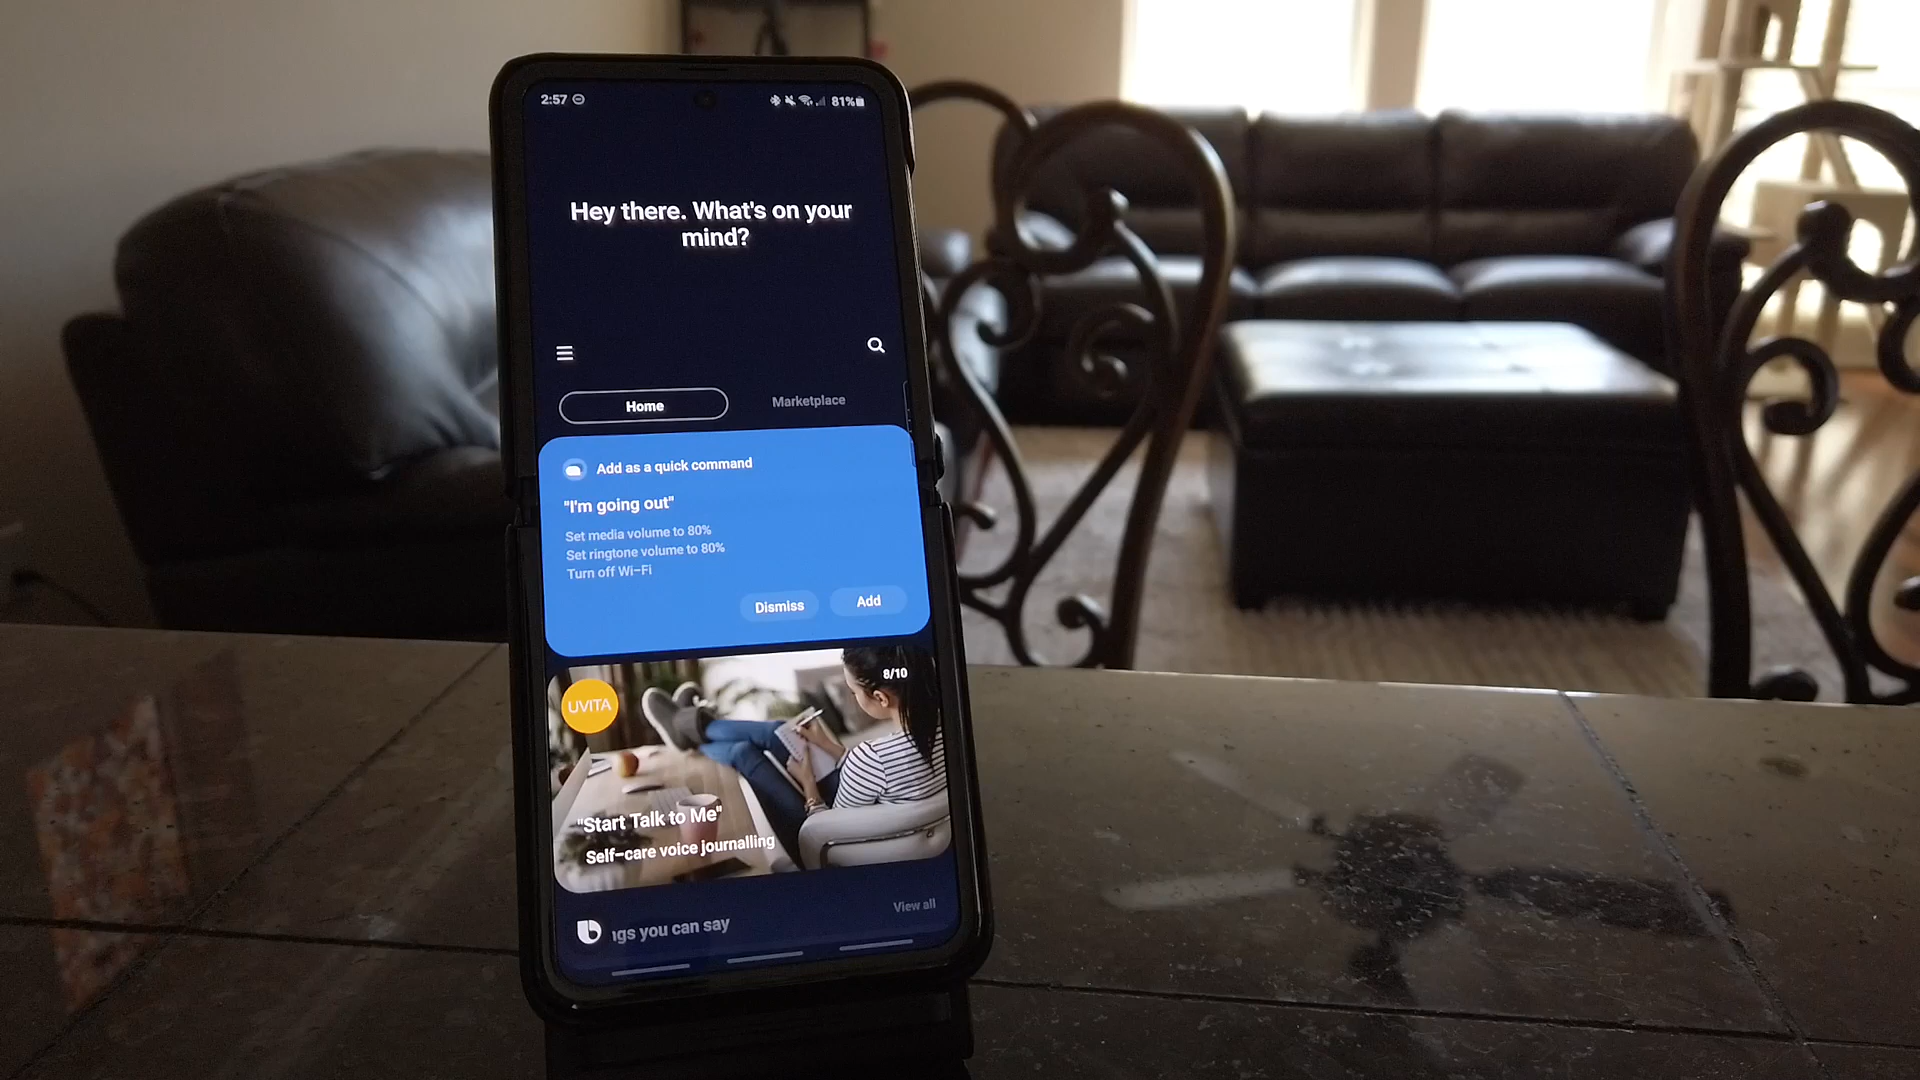 2:57
81%
Hey there. What's on your
mind?
Home
Marketplace
Add as a quick command
"I'm going out"
Set media volume to 80%
Set ringtone volume to 80%
Turn off Wi-Fi
Dismiss
Add
8/10
UVITA
"Start Talk to Me"
Self-care voice journalling
ngs you can say
View all